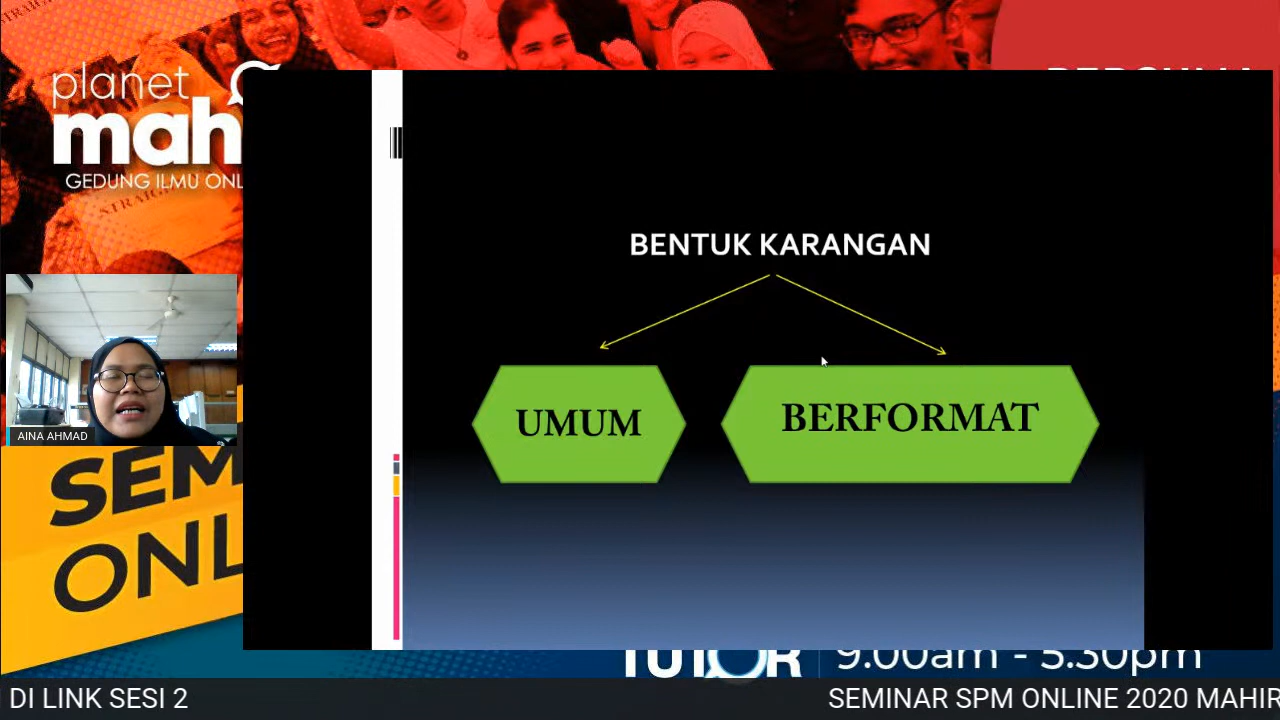 planet
mah
GEDUNG ILMU ONL
BENTUK KARANGAN
UMUM
BERFORMAT
AINA AHMAD
SEM
ONL
TUTOR
9.00am - 5.30pm
DI LINK SESI 2
SEMINAR SPM ONLINE 2020 MAHIR